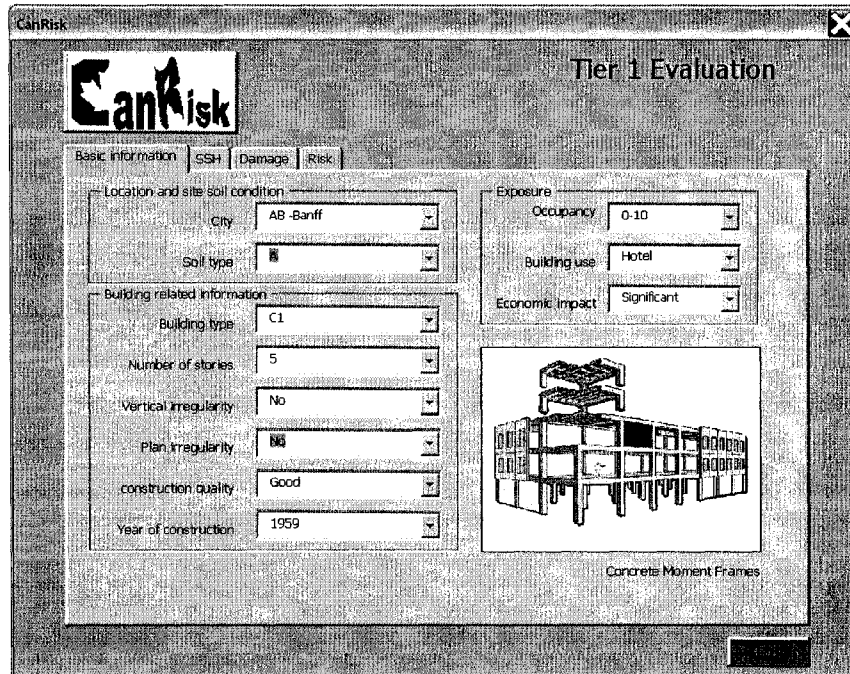 CanRisk
CanRisk
Tier 1 Evaluation
Basic information
SSH
Damage
Risk
Location and site soil condition
City
AB -Banff
Soil type
A
Building related information
Building type
C1
Number of stories
5
Vertical irregularity
No
Plan irregularity
No
construction quality
Good
Year of construction
1959
Exposure
Occupancy
0-10
Building use
Hotel
Economic impact
Significant
Concrete Moment Frames